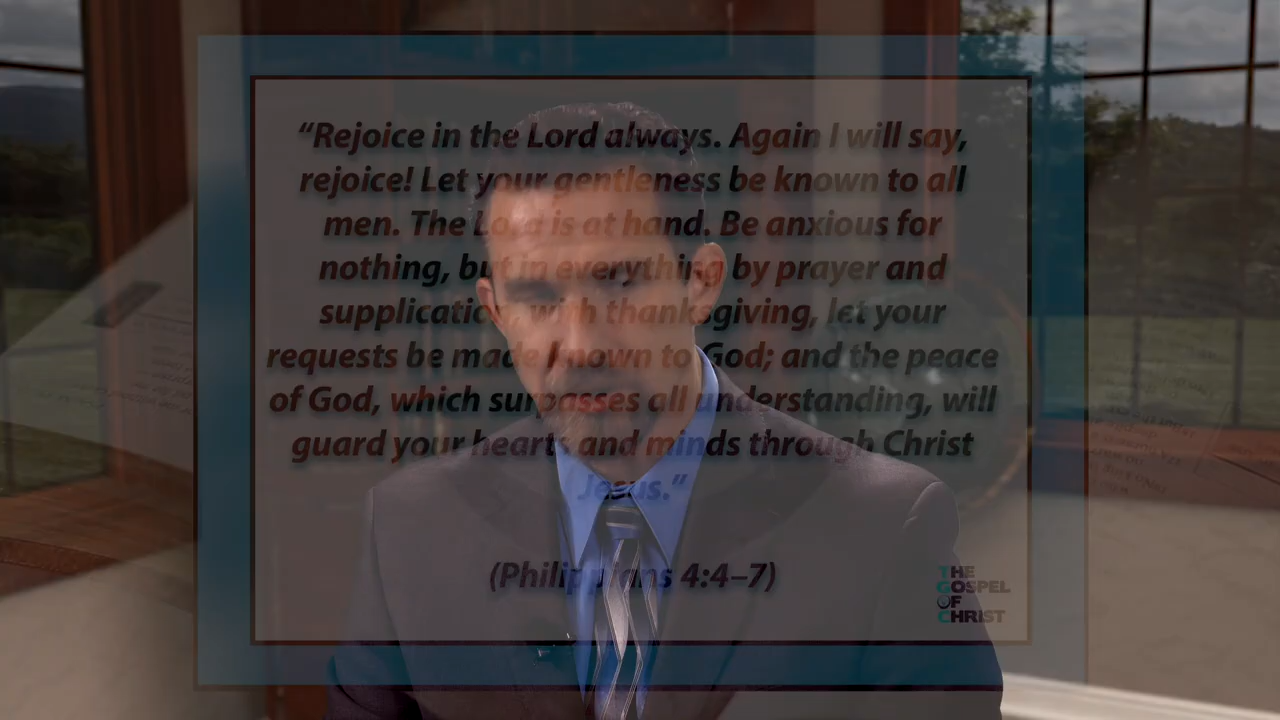 “Rejoice in the Lord always. Again I will say,
rejoice! Let your gentleness be known to all
men. The Lord is at hand. Be anxious for
nothing, but in everything by prayer and
supplication, with thanksgiving, let your
requests be made known to God; and the peace
of God, which surpasses all understanding, will
guard your hearts and minds through Christ
Jesus.”
(Philippians 4:4–7)
THE
GOSPEL
OF
CHRIST